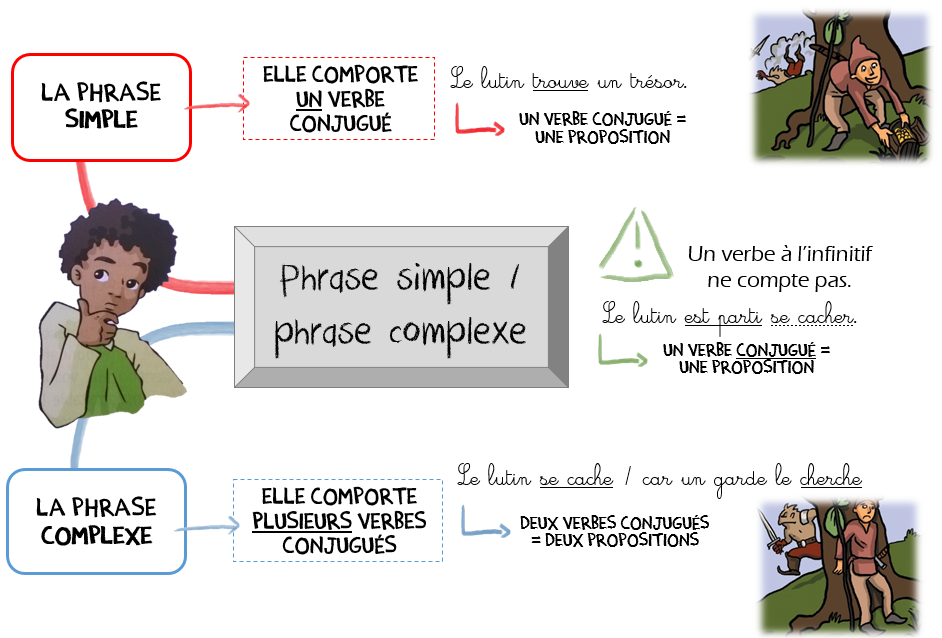 LA PHRASE
SIMPLE
ELLE COMPORTE
UN VERBE
CONJUGUÉ
Le lutin trouve un trésor.
UN VERBE CONJUGUÉ =
UNE PROPOSITION
Phrase simple /
phrase complexe
Un verbe à l'infinitif
ne compte pas.
Le lutin est parti se cacher.
UN VERBE CONJUGUÉ =
UNE PROPOSITION
LA PHRASE
COMPLEXE
ELLE COMPORTE
PLUSIEURS VERBES
CONJUGUÉS
Le lutin se cache / car un garde le cherche
DEUX VERBES CONJUGUÉS
= DEUX PROPOSITIONS